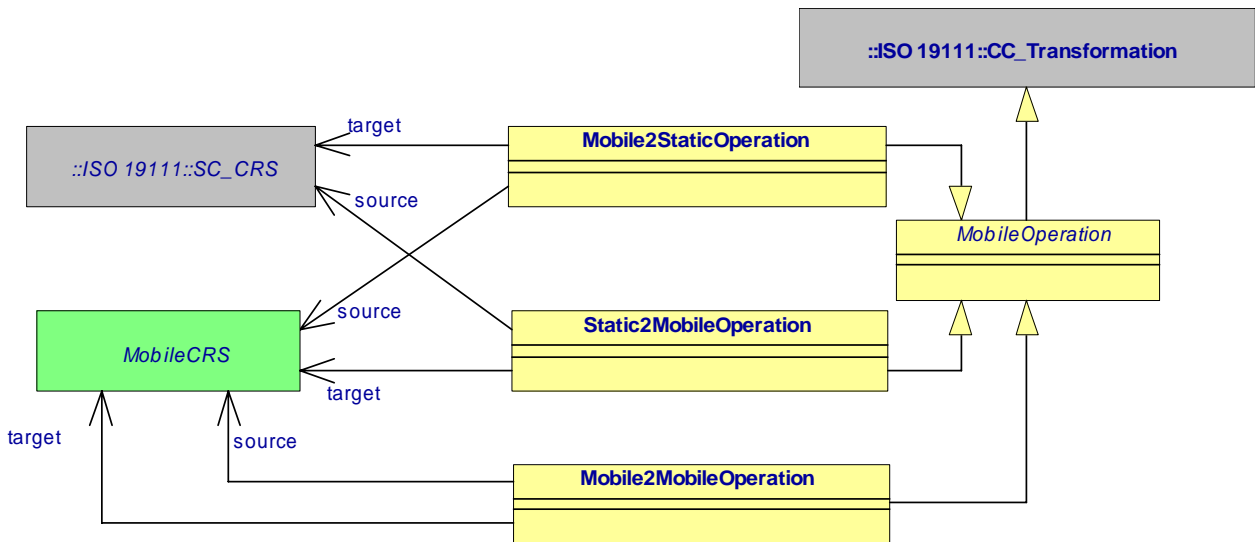 ::ISO 19111::CC_Transformation
target
Mobile2StaticOperation
::ISO 19111::SC_CRS
source
MobileOperation
source
Static2MobileOperation
MobileCRS
target
target
source
Mobile2MobileOperation